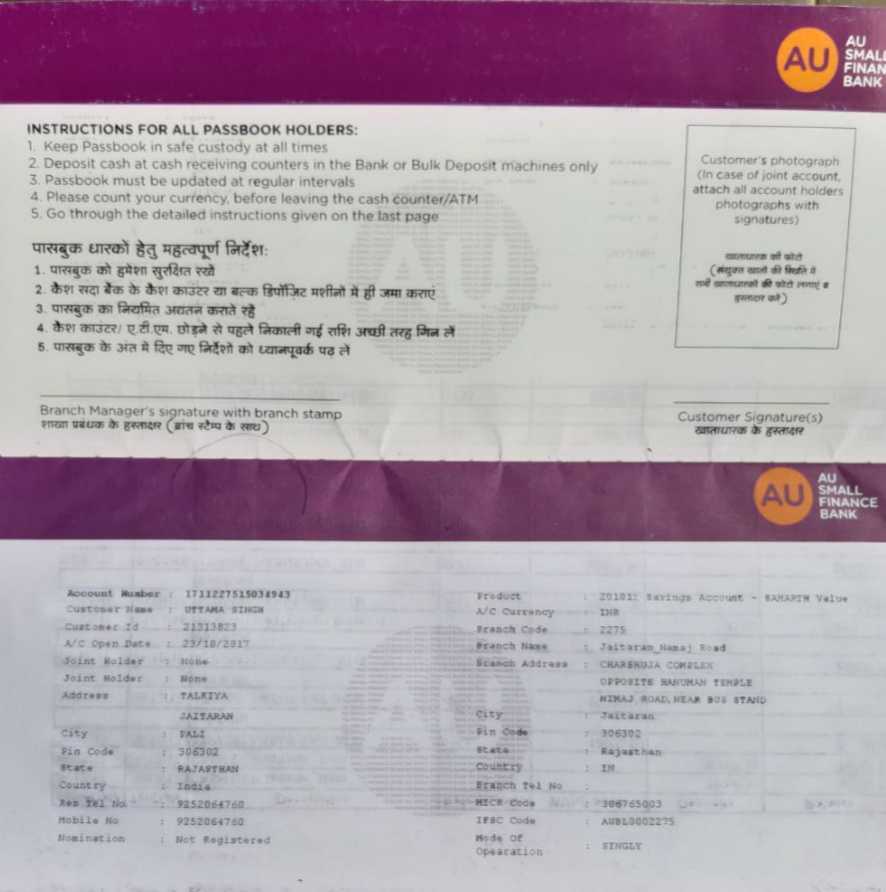 AU
AU
SMALL
FINAN
BANK
INSTRUCTIONS FOR ALL PASSBOOK HOLDERS:
1. Keep Passbook in safe custody at all times
2. Deposit cash at cash receiving counters in the Bank or Bulk Deposit machines only
3. Passbook must be updated at regular intervals
4. Please count your currency, before leaving the cash counter/ATM
5. Go through the detailed instructions given on the last page
Customer's photograph
(In case of joint account,
attach all account holders
photographs with
signatures)
खाताधारक की फोटो
(संयुक्त खातों की स्थिति में
सभी खाताधारकों की फोटो लगाएं व
हस्ताक्षर करें)
पासबुक धारकों हेतु महत्वपूर्ण निर्देश:
1. पासबुक को हमेशा सुरक्षित रखें
2. कैश सदा बैंक के कैश काउंटर या बल्क डिपॉज़िट मशीनों में ही जमा कराएं
3. पासबुक का नियमित अद्यतन कराते रहें
4. कैश काउंटर/ ए.टी.एम. छोड़ने से पहले निकाली गई राशि अच्छी तरह गिन लें
5. पासबुक के अंत में दिए गए निर्देशों को ध्यानपूर्वक पढ़ लें
Branch Manager's signature with branch stamp
शाखा प्रबंधक के हस्ताक्षर (ब्रांच स्टैम्प के साथ)
Customer Signature(s)
खाताधारक के हस्ताक्षर
AU
AU
SMALL
FINANCE
BANK
Account Number : 1711227515034943
Customer Name : UTTAMA SINGH
Customer Id : 21313823
A/C Open Date : 23/10/2017
Joint Holder : None
Joint Holder : None
Address : TALKIYA
JAITARAN
City : PALI
Pin Code : 306302
State : RAJASTHAN
Country : India
Res Tel No. : 9252064760
Mobile No : 9252064760
Nomination : Not Registered
Product : 20101: Savings Account - SAMARTH Value
A/C Currency : INR
Branch Code : 2275
Branch Name : Jaitaram_Namaj Road
Branch Address : CHARBHUJA COMPLEX
OPPOSITE HANUMAN TEMPLE
NIMAJ ROAD, NEAR BUS STAND
City : Jaitaran
Pin Code : 306302
State : Rajasthan
Country : IN
Branch Tel No :
MICR Code : 306765003
IFSC Code : AUBL0002275
Mode Of
Opearation : SINGLY